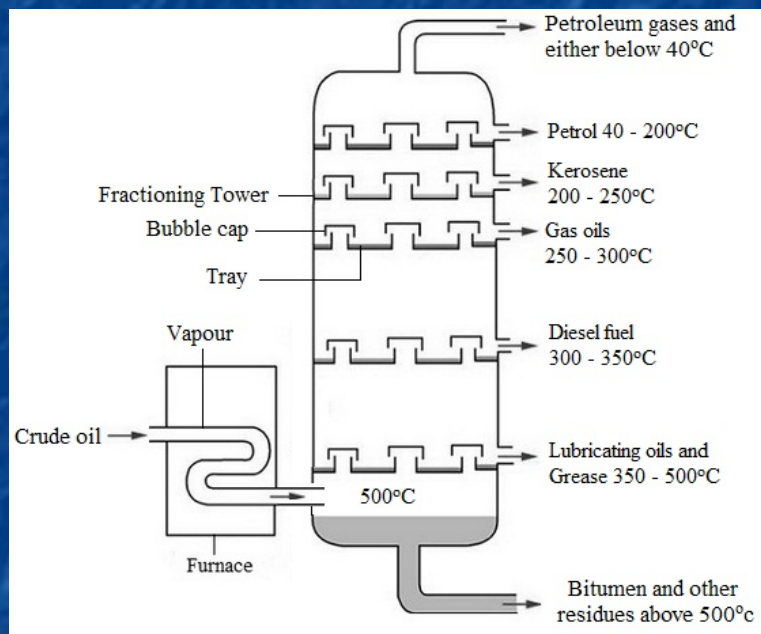 Petroleum gases and
either below 40°C
Petrol 40 - 200°C
Kerosene
200 - 250°C
Fractioning Tower
Bubble cap
Gas oils
250 - 300°C
Tray
Vapour
Diesel fuel
300 - 350°C
Crude oil
Lubricating oils and
Grease 350 - 500°C
500°C
Furnace
Bitumen and other
residues above 500°c